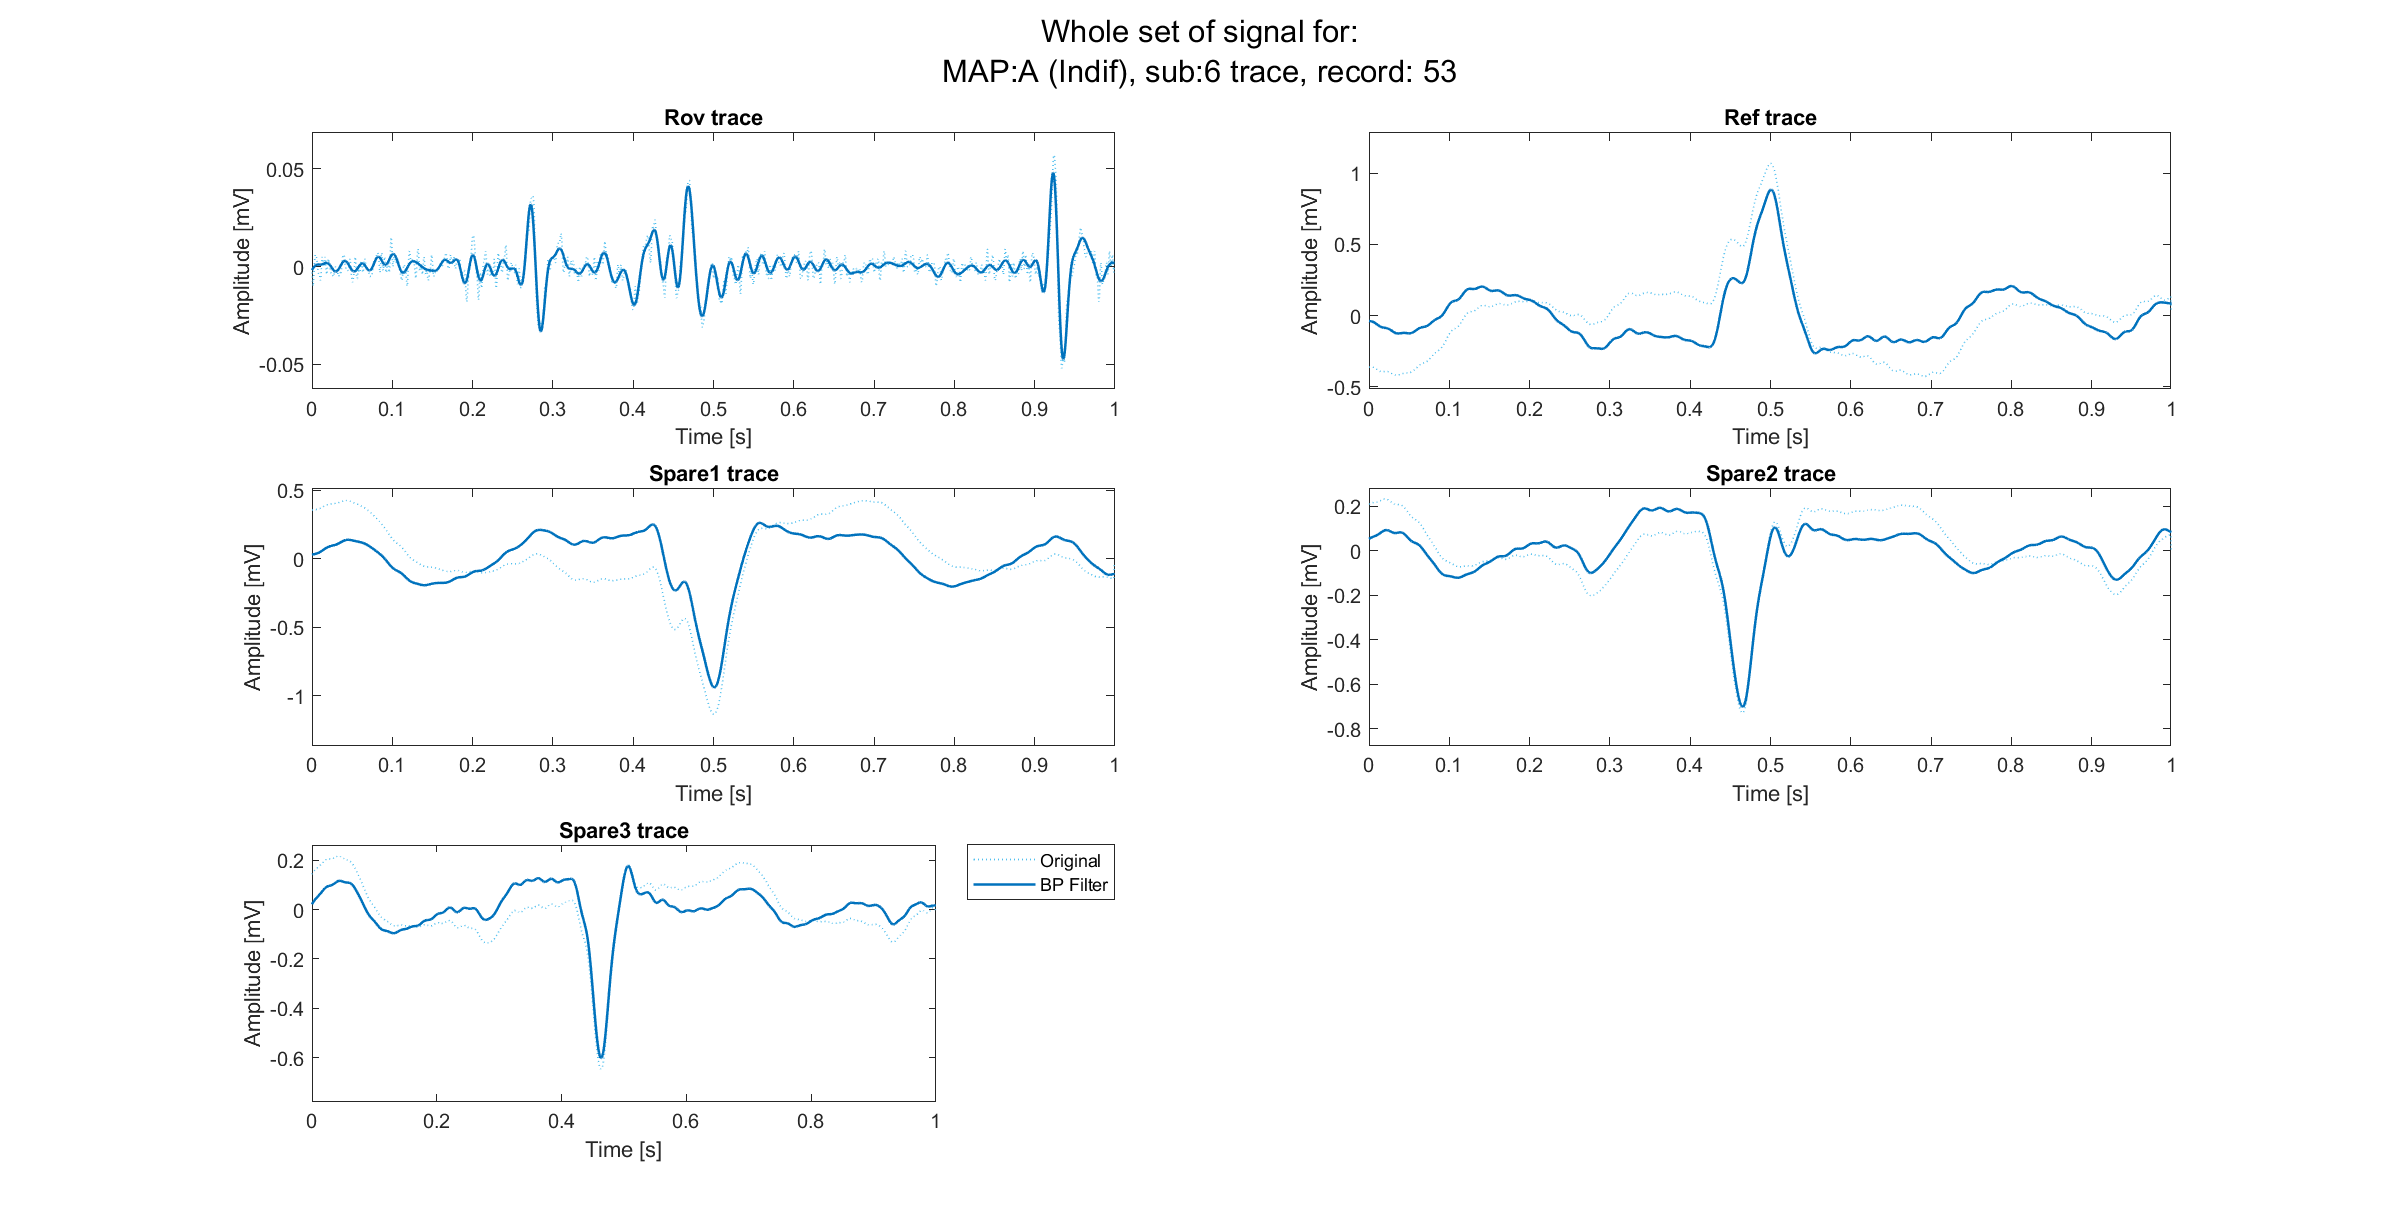 Whole set of signal for:
MAP:A (Indif), sub:6 trace, record: 53
Rov trace
Amplitude [mV]
0.05
0
-0.05
0 0.1 0.2 0.3 0.4 0.5 0.6 0.7 0.8 0.9 1
Time [s]
Ref trace
Amplitude [mV]
1
0.5
0
-0.5
0 0.1 0.2 0.3 0.4 0.5 0.6 0.7 0.8 0.9 1
Time [s]
Spare1 trace
Amplitude [mV]
0.5
0
-0.5
-1
0 0.1 0.2 0.3 0.4 0.5 0.6 0.7 0.8 0.9 1
Time [s]
Spare2 trace
Amplitude [mV]
0.2
0
-0.2
-0.4
-0.6
-0.8
0 0.1 0.2 0.3 0.4 0.5 0.6 0.7 0.8 0.9 1
Time [s]
Spare3 trace
Amplitude [mV]
0.2
0
-0.2
-0.4
-0.6
0 0.2 0.4 0.6 0.8 1
Time [s]
Original
BP Filter